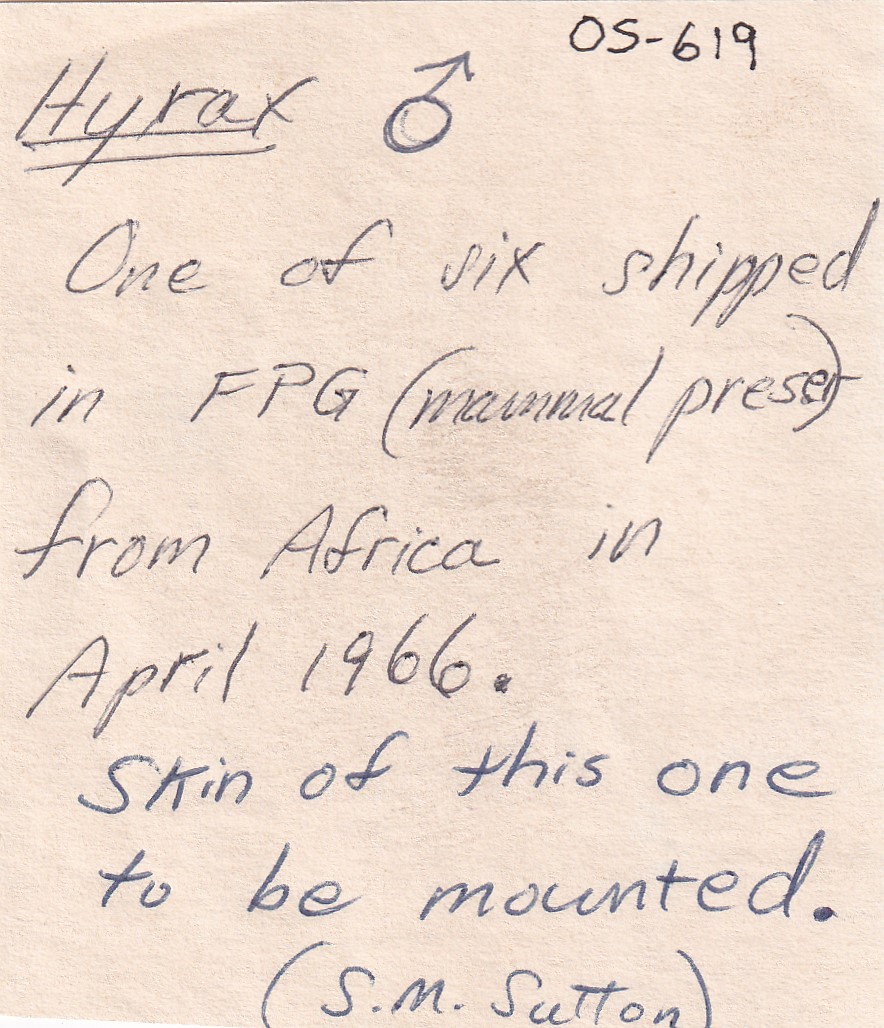 OS-619
Hyrax ♂
One of six shipped
in FPG (mammal preser)
from Africa in
April 1966.
Skin of this one
to be mounted.
(S.M. Sutton)